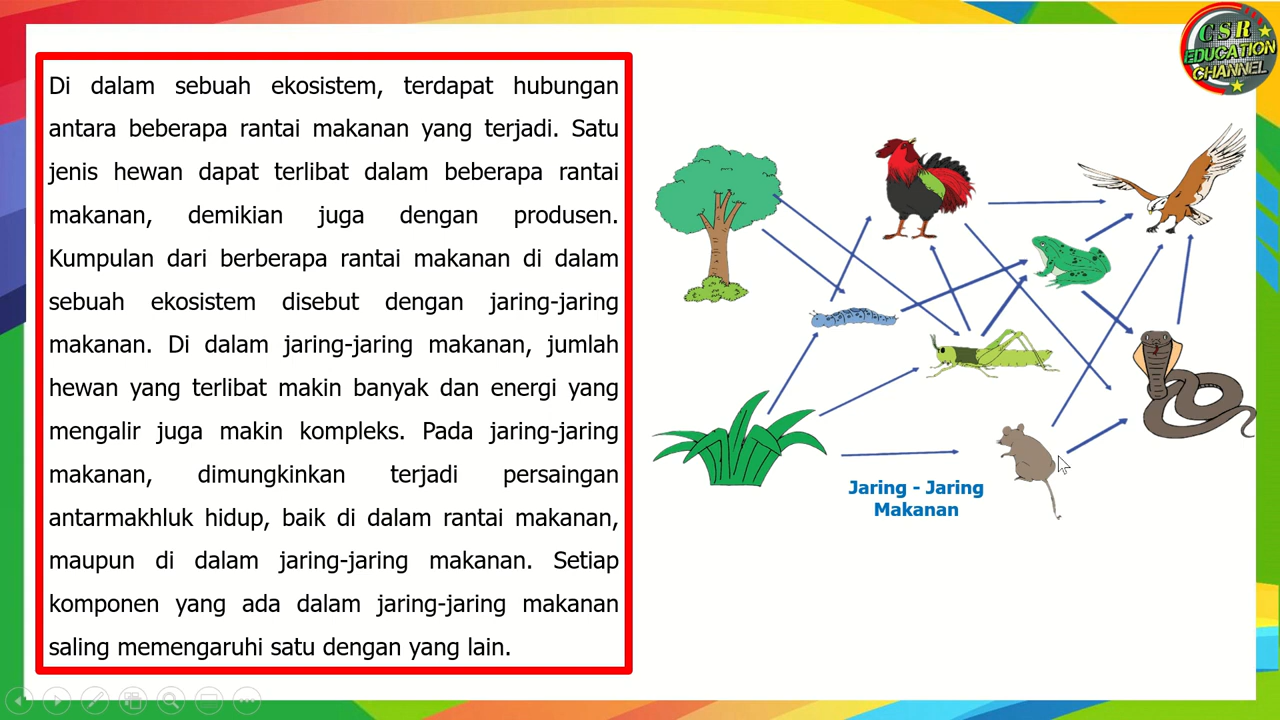 Di dalam sebuah ekosistem, terdapat hubungan
antara beberapa rantai makanan yang terjadi. Satu
jenis hewan dapat terlibat dalam beberapa rantai
makanan, demikian juga dengan produsen.
Kumpulan dari berberapa rantai makanan di dalam
sebuah ekosistem disebut dengan jaring-jaring
makanan. Di dalam jaring-jaring makanan, jumlah
hewan yang terlibat makin banyak dan energi yang
mengalir juga makin kompleks. Pada jaring-jaring
makanan, dimungkinkan terjadi persaingan
antarmakhluk hidup, baik di dalam rantai makanan,
maupun di dalam jaring-jaring makanan. Setiap
komponen yang ada dalam jaring-jaring makanan
saling memengaruhi satu dengan yang lain.
Jaring - Jaring
Makanan
CSR
EDUCATION
CHANNEL